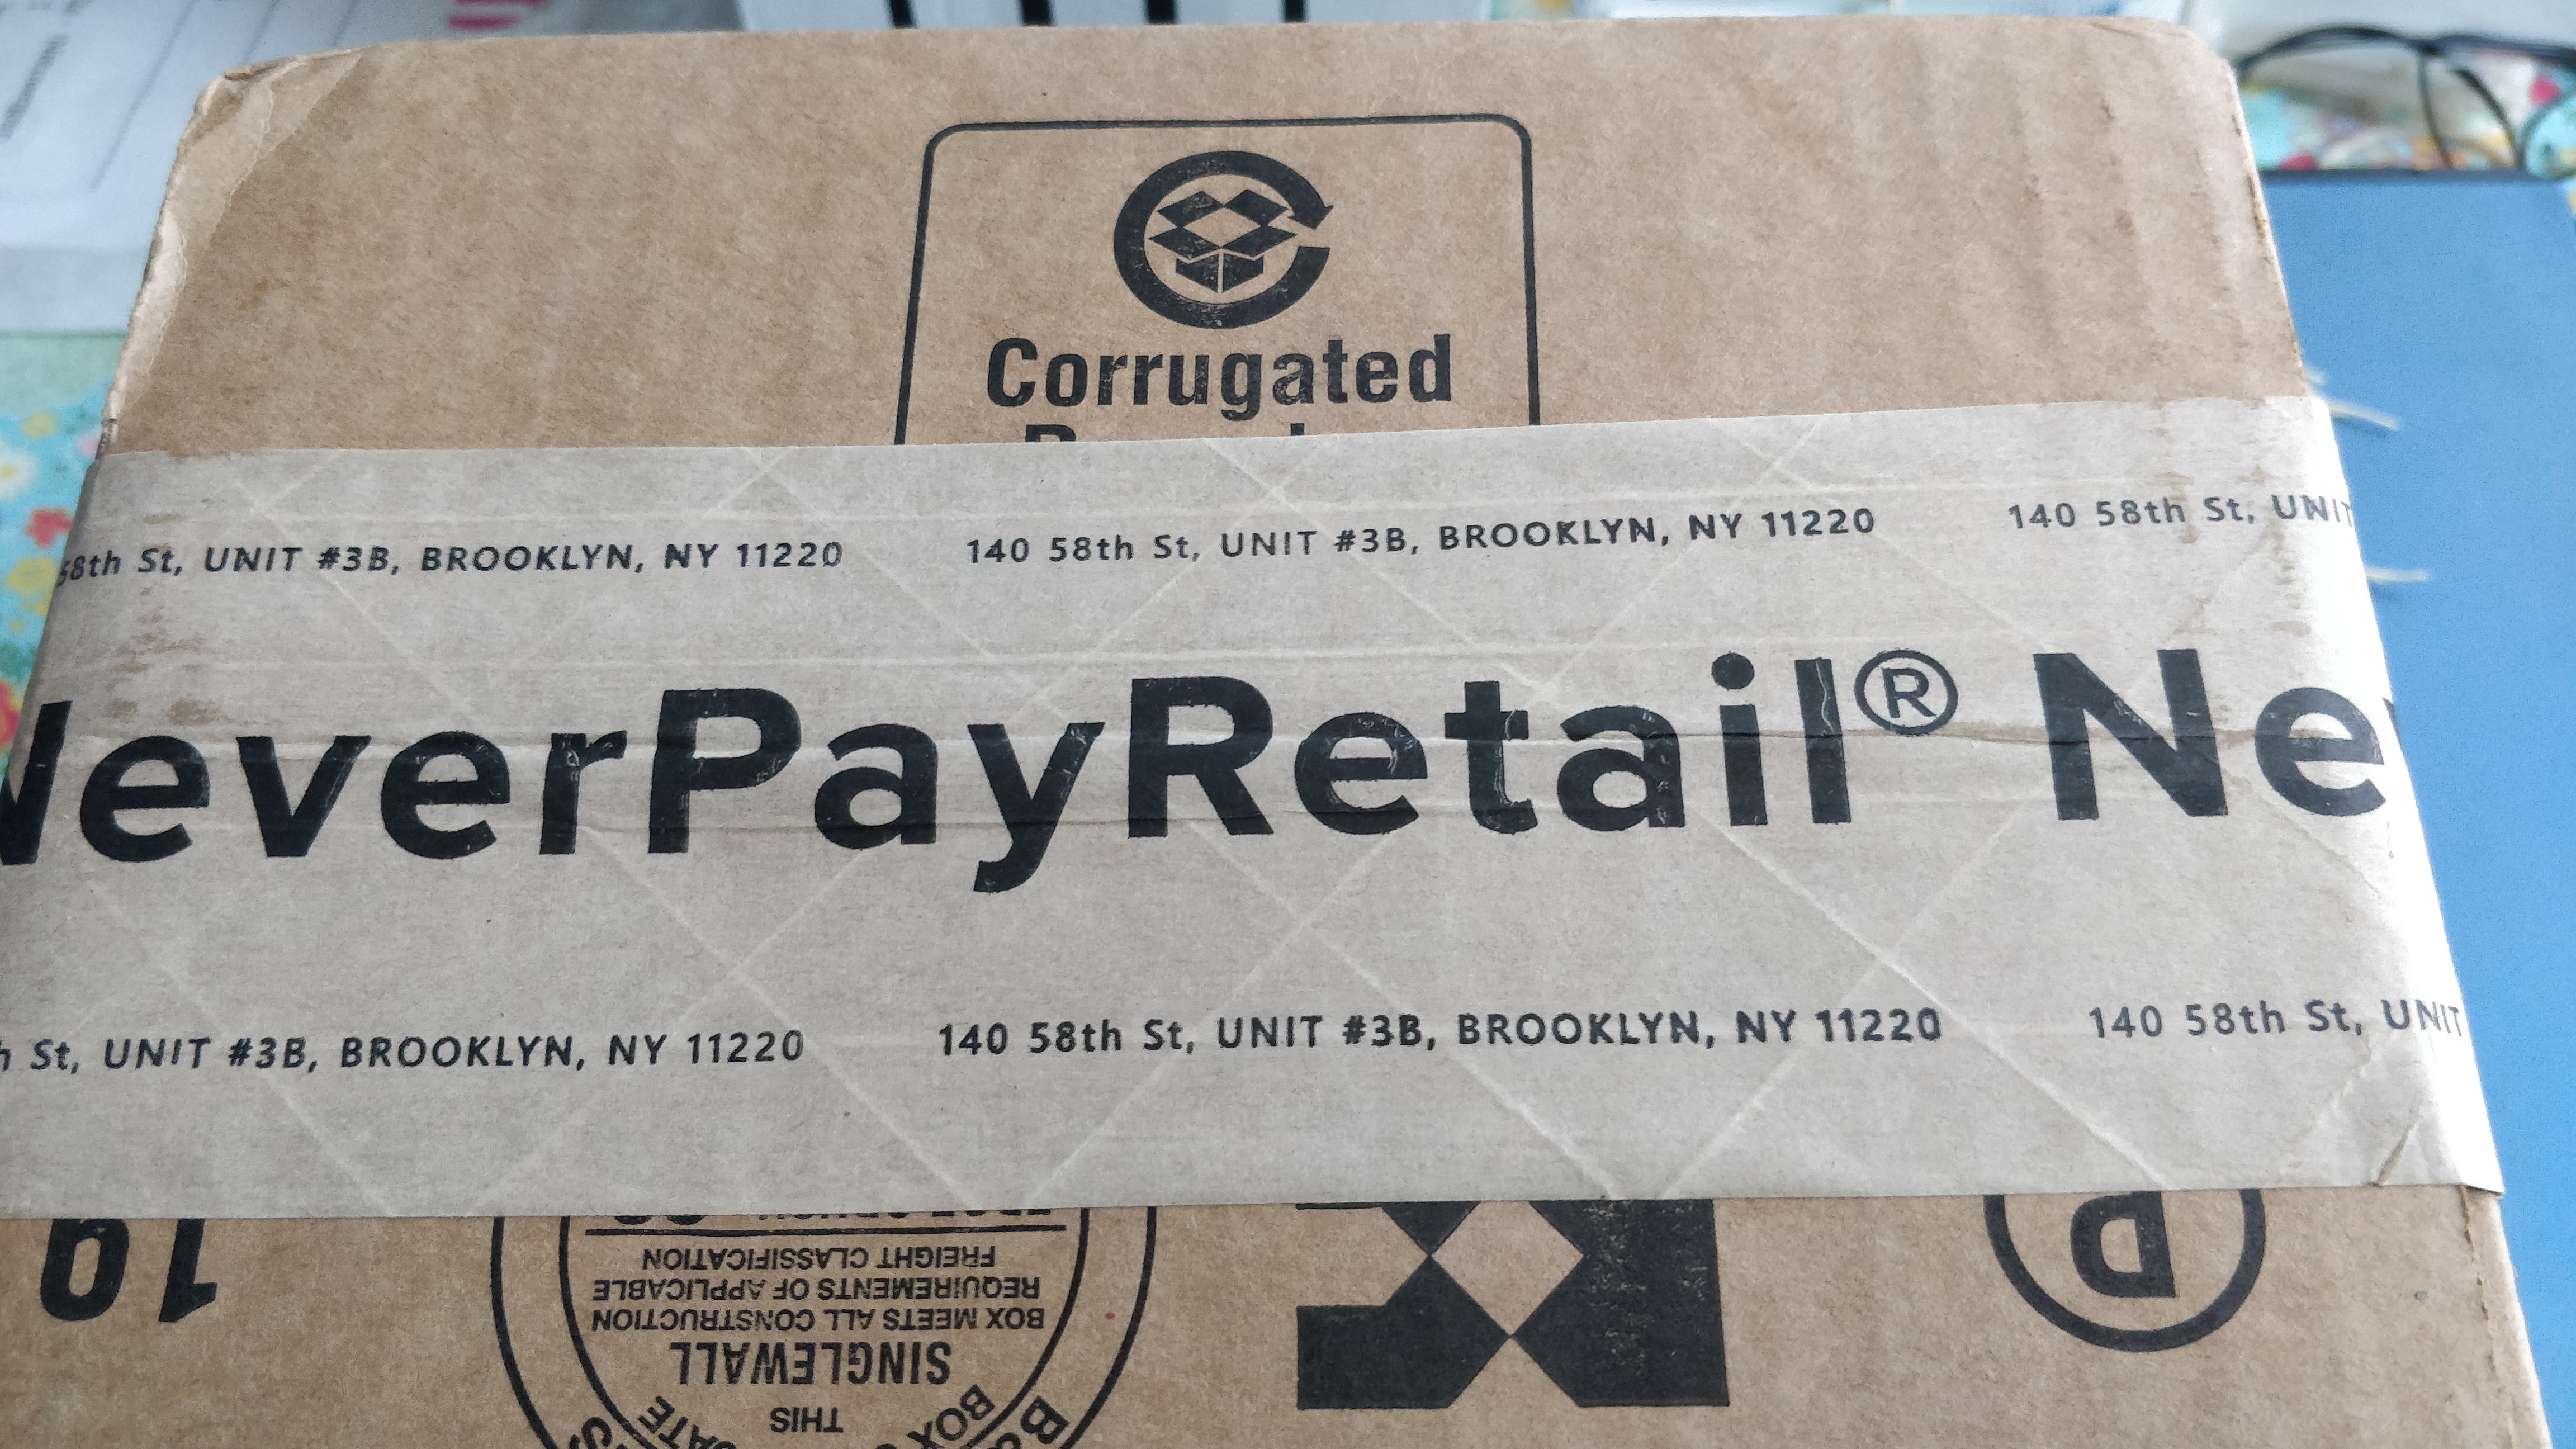 Corrugated
58th St, UNIT #3B, BROOKLYN, NY 11220 140 58th St, UNIT #3B, BROOKLYN, NY 11220 140 58th St, UNIT
NeverPayRetail® Ne
St, UNIT #3B, BROOKLYN, NY 11220 140 58th St, UNIT #3B, BROOKLYN, NY 11220 140 58th St, UNIT
THIS
SINGLEWALL
BOX MEETS ALL CONSTRUCTION
REQUIREMENTS OF APPLICABLE
FREIGHT CLASSIFICATION